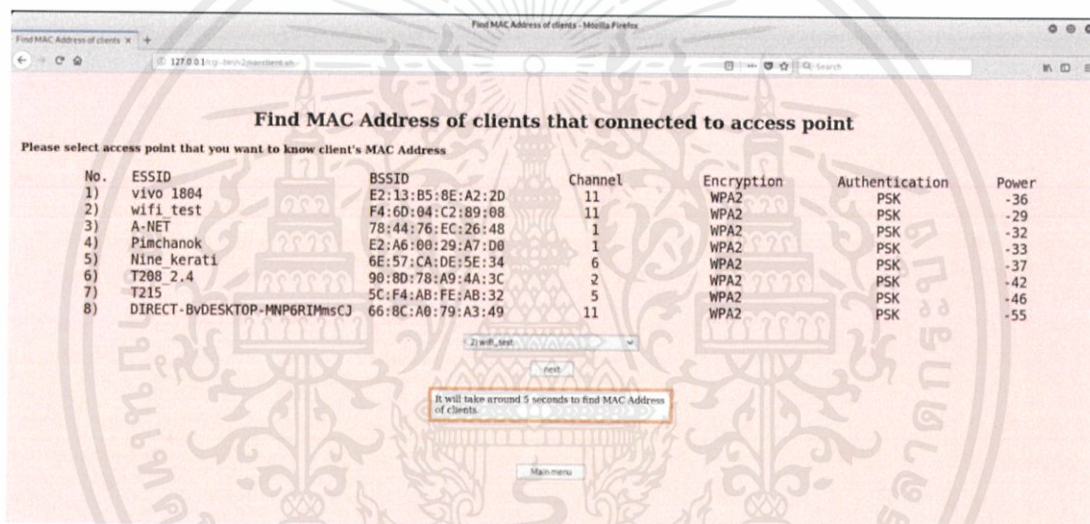 Find MAC Address of clients - Mozilla Firefox
Find MAC Address of clients × +
127.0.0.1/cgi-bin/v2/macclient.sh
Search
Find MAC Address of clients that connected to access point
Please select access point that you want to know client's MAC Address
No. ESSID BSSID Channel Encryption Authentication Power
1) vivo 1804 E2:13:B5:8E:A2:2D 11 WPA2 PSK -36
2) wifi_test F4:6D:04:C2:89:08 11 WPA2 PSK -29
3) A-NET 78:44:76:EC:26:48 1 WPA2 PSK -32
4) Pimchanok E2:A6:00:29:A7:D0 1 WPA2 PSK -33
5) Nine_kerati 6E:57:CA:DE:5E:34 6 WPA2 PSK -37
6) T208_2.4 90:8D:78:A9:4A:3C 2 WPA2 PSK -42
7) T215 5C:F4:AB:FE:AB:32 5 WPA2 PSK -46
8) DIRECT-BvDESKTOP-MNP6RIMmsCJ 66:8C:A0:79:A3:49 11 WPA2 PSK -55
2) wifi_test
next
It will take around 5 seconds to find MAC Address
of clients.
Main menu